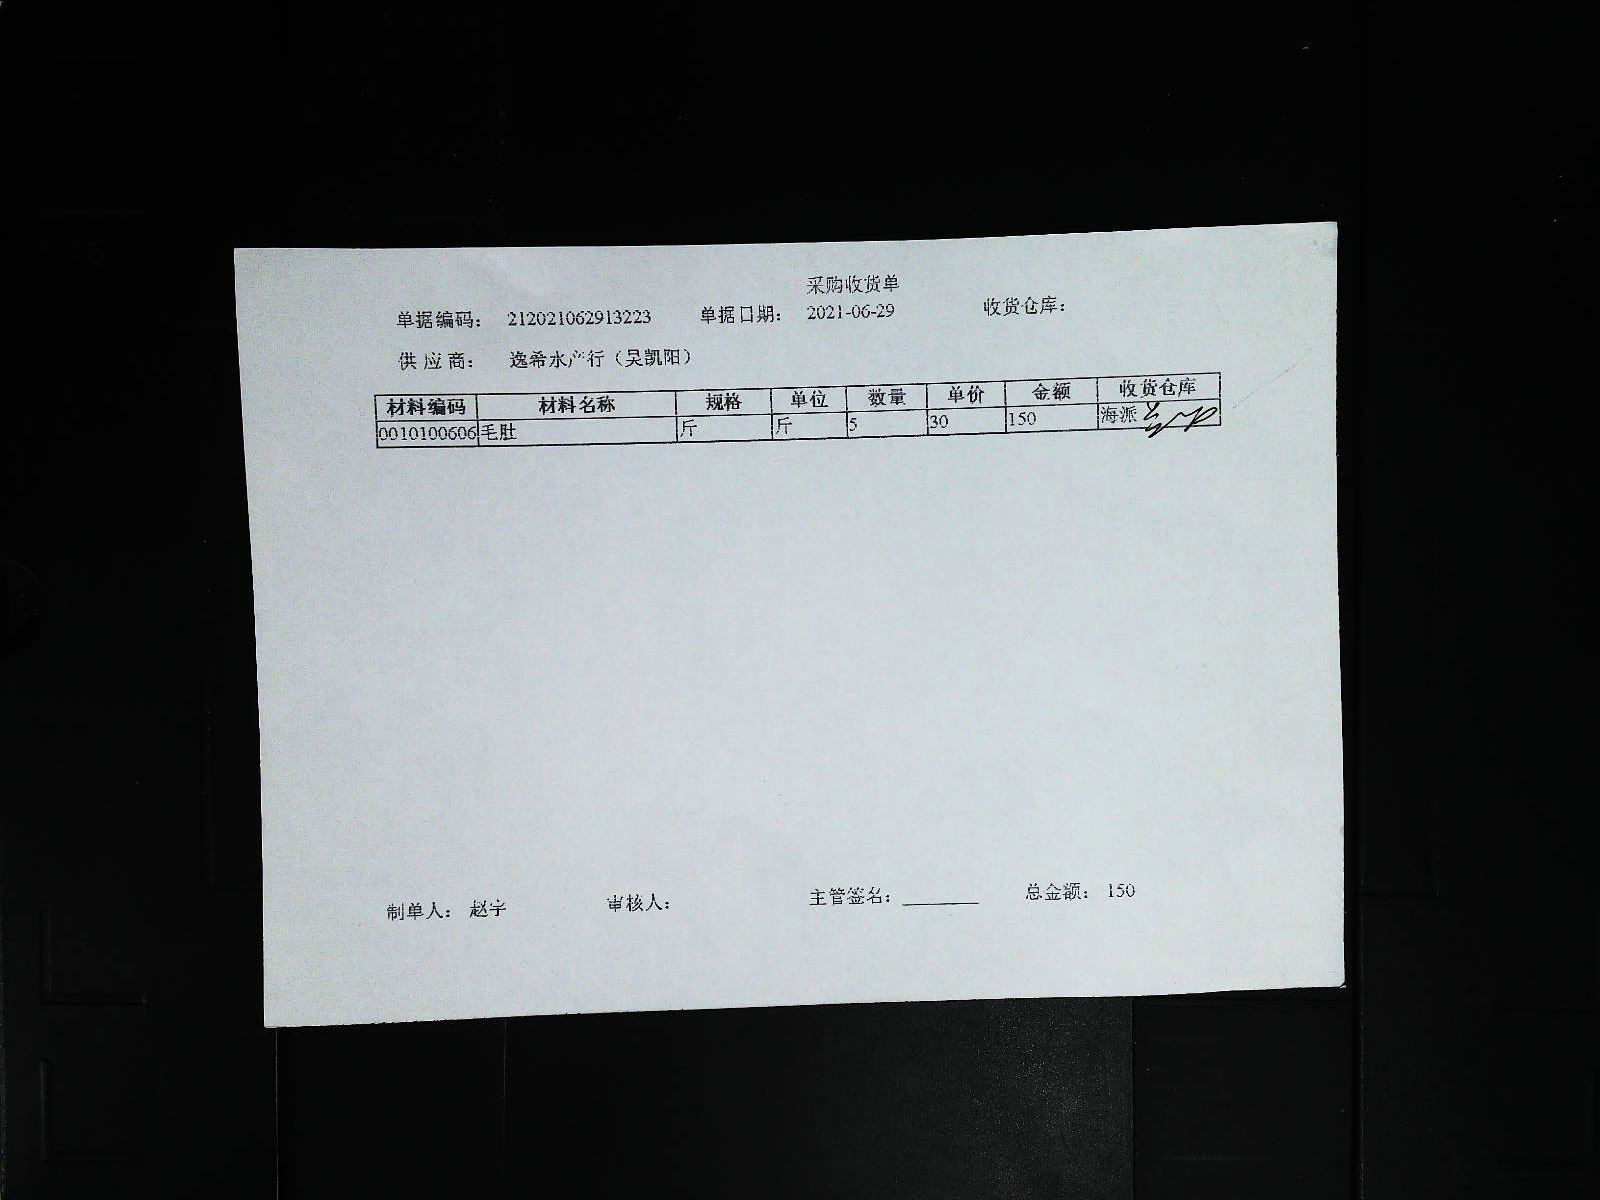 采购收货单
单据编码： 212021062913223 单据日期： 2021-06-29 收货仓库：
供应商： 逸希水产行（吴凯阳）
材料编码 材料名称 规格 单位 数量 单价 金额 收货仓库
0010100606 毛肚 斤 斤 5 30 150 海派
制单人： 赵宇 审核人： 主管签名： 总金额： 150